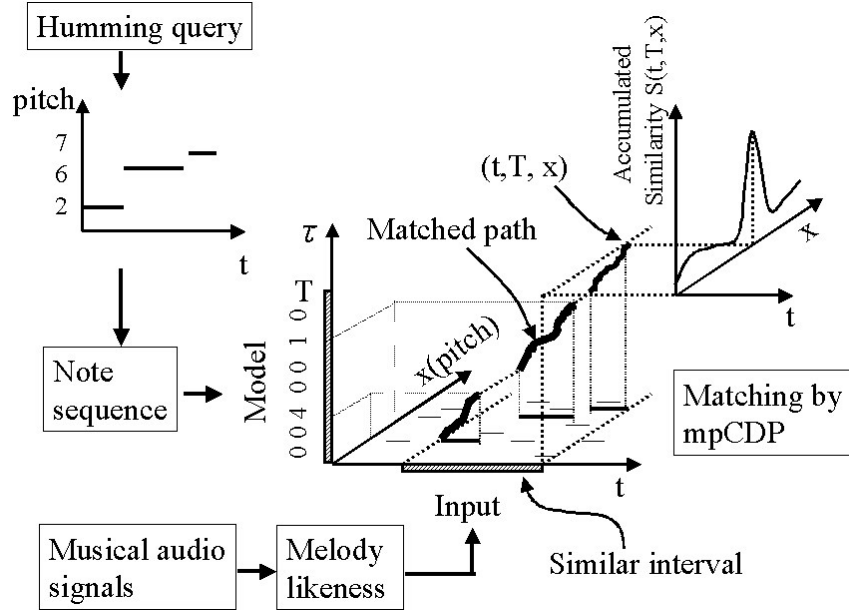 Humming query
pitch
7
6
2
t
Note
sequence
Musical audio
signals
Melody
likeness
Input
τ
T
Model
0 0 4 0 0 1 0
x(pitch)
Matched path
(t,T, x)
t
Similar interval
Accumulated
Similarity S(t,T,x)
x
t
Matching by
mpCDP